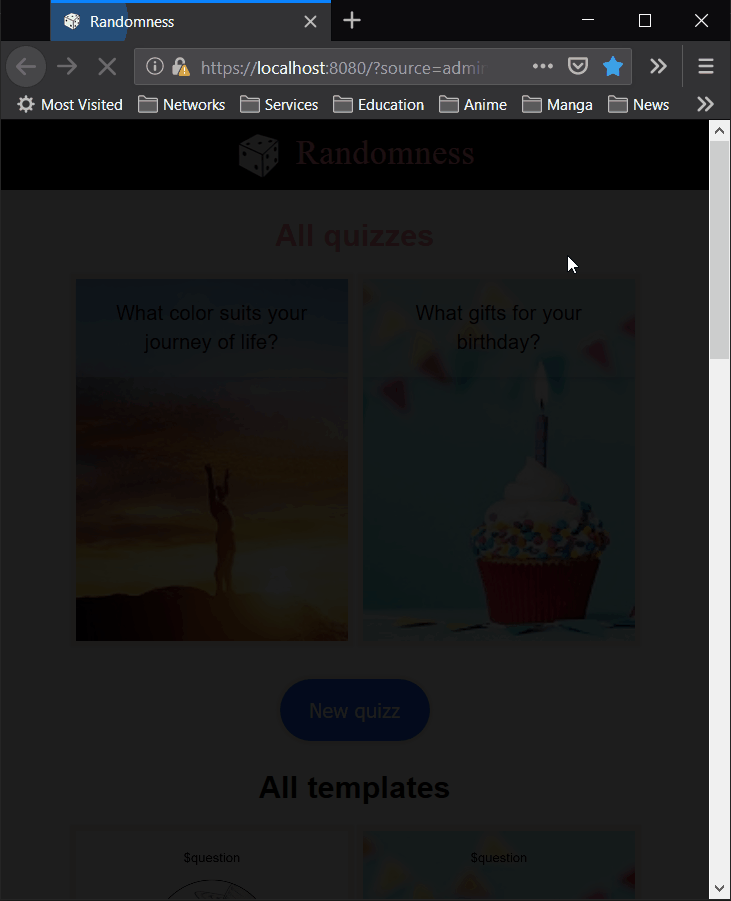 Randomness
https://localhost:8080/?source=admin
Most Visited Networks Services Education Anime Manga News
Randomness
All quizzes
What color suits your
journey of life?
What gifts for your
birthday?
New quizz
All templates
$question
$question